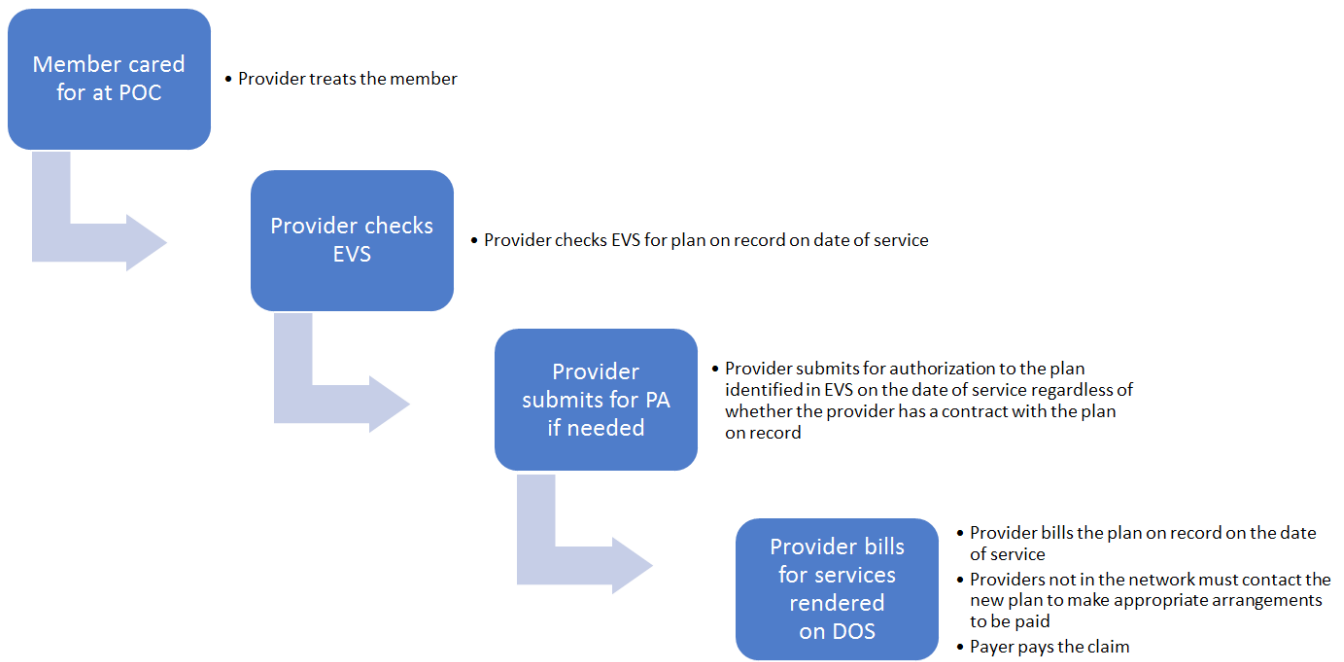 Member cared
for at POC
• Provider treats the member
Provider checks
EVS
• Provider checks EVS for plan on record on date of service
Provider
submits for PA
if needed
• Provider submits for authorization to the plan
identified in EVS on the date of service regardless of
whether the provider has a contract with the plan
on record
Provider bills
for services
rendered
on DOS
• Provider bills the plan on record on the date
of service
• Providers not in the network must contact the
new plan to make appropriate arrangements
to be paid
• Payer pays the claim